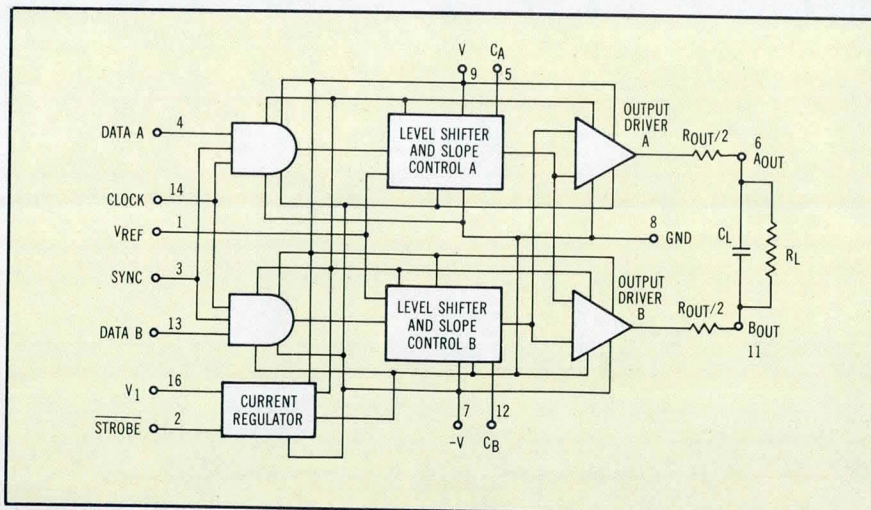 V
9
CA
5
DATA A
4
LEVEL SHIFTER
AND SLOPE
CONTROL A
OUTPUT
DRIVER
A
ROUT/2
6
AOUT
CLOCK
14
VREF
1
8
GND
CL
RL
SYNC
3
DATA B
13
LEVEL SHIFTER
AND SLOPE
CONTROL B
OUTPUT
DRIVER
B
ROUT/2
BOUT
11
V1
16
STROBE
2
CURRENT
REGULATOR
7
-V
12
CB